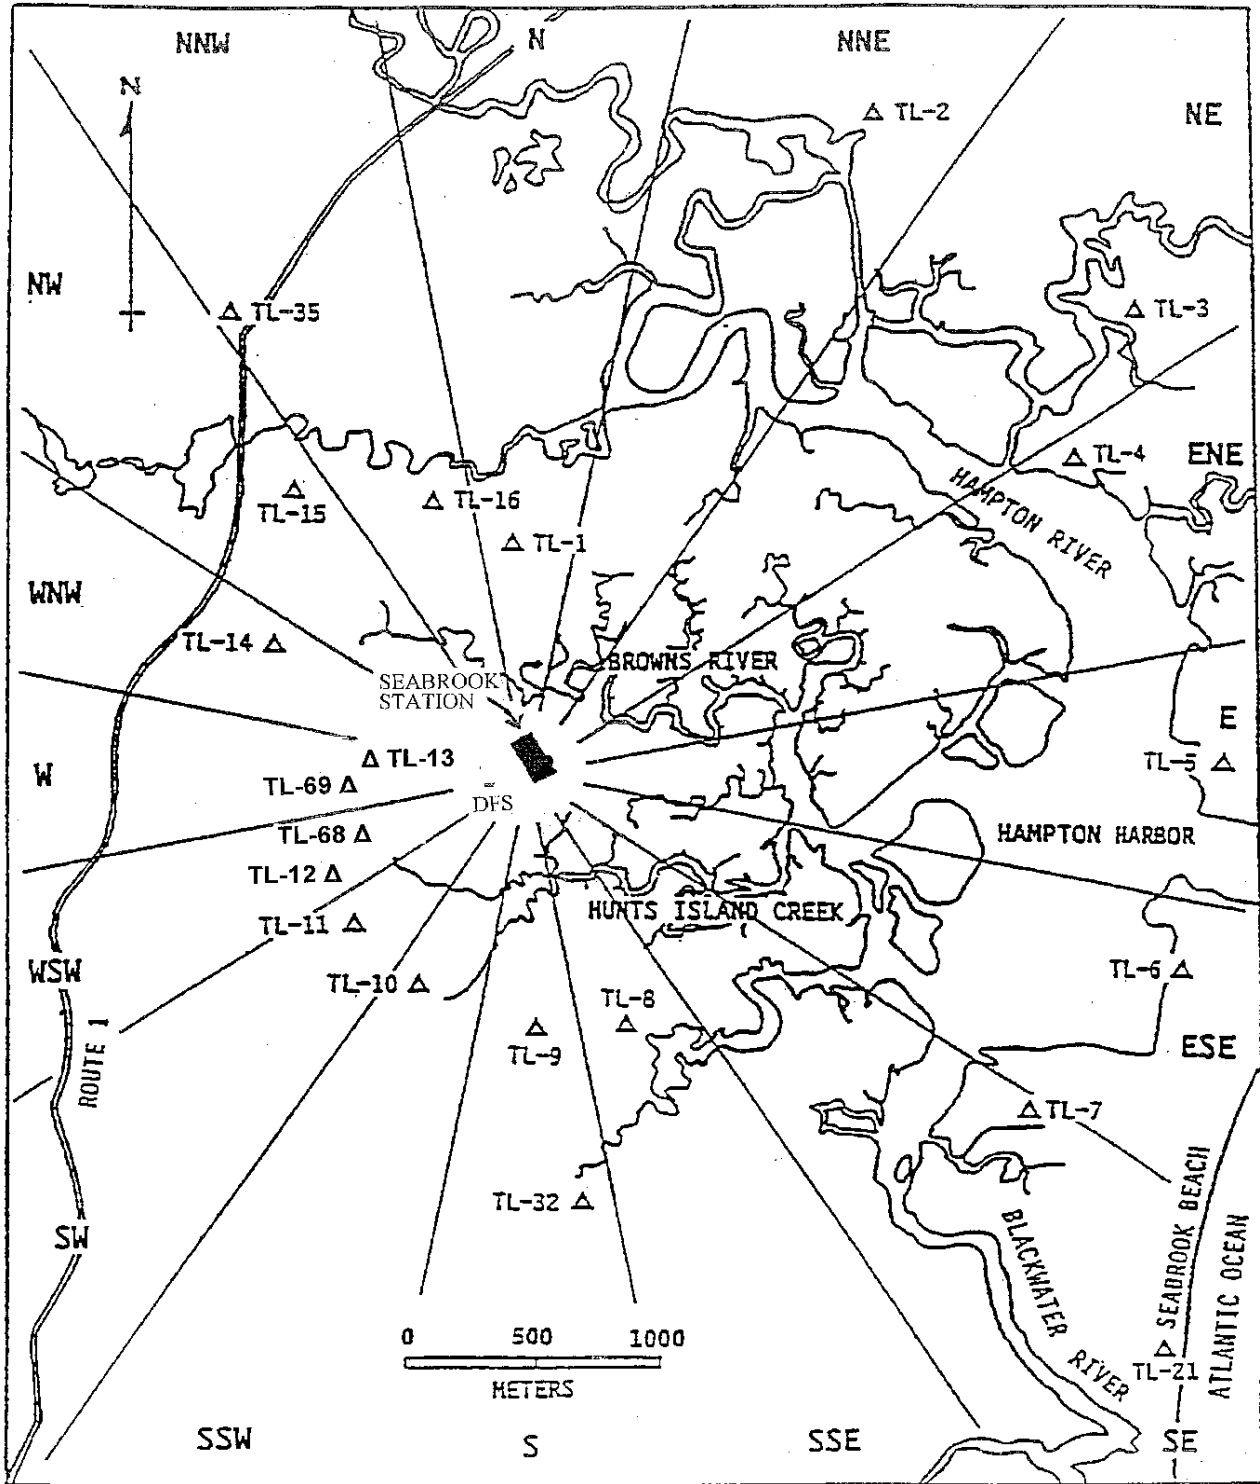 NNW
N
NNE
N
TL-2
NE
NW
TL-35
TL-3
TL-4
ENE
TL-15
TL-16
HAMPTON RIVER
TL-1
WNW
TL-14
BROWNS RIVER
SEABROOK
STATION
E
TL-13
TL-5
W
TL-69
DFS
TL-68
HAMPTON HARBOR
TL-12
HUNTS ISLAND CREEK
TL-11
WSW
TL-10
TL-6
TL-8
TL-9
ESE
ROUTE 1
TL-7
TL-32
SEABROOK BEACH
SW
BLACKWATER RIVER
ATLANTIC OCEAN
0 500 1000
METERS
TL-21
SSW
S
SSE
SE